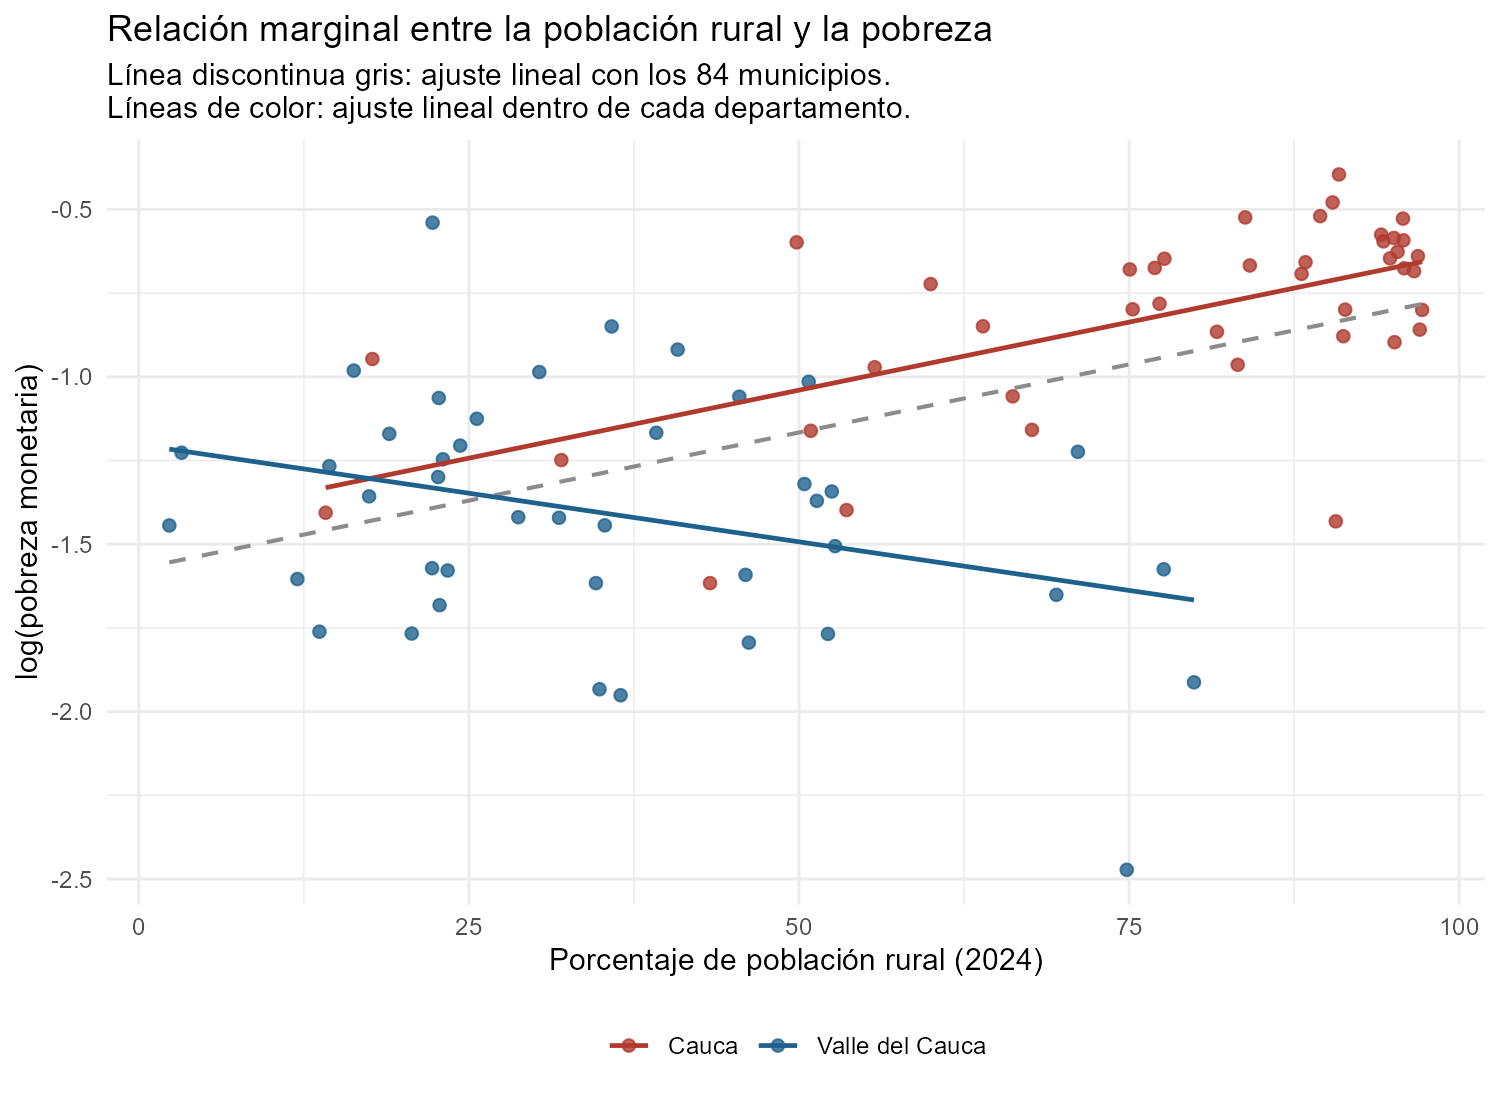 Relación marginal entre la población rural y la pobreza
Línea discontinua gris: ajuste lineal con los 84 municipios.
Líneas de color: ajuste lineal dentro de cada departamento.
log(pobreza monetaria)
-0.5
-1.0
-1.5
-2.0
-2.5
0 25 50 75 100
Porcentaje de población rural (2024)
Cauca Valle del Cauca